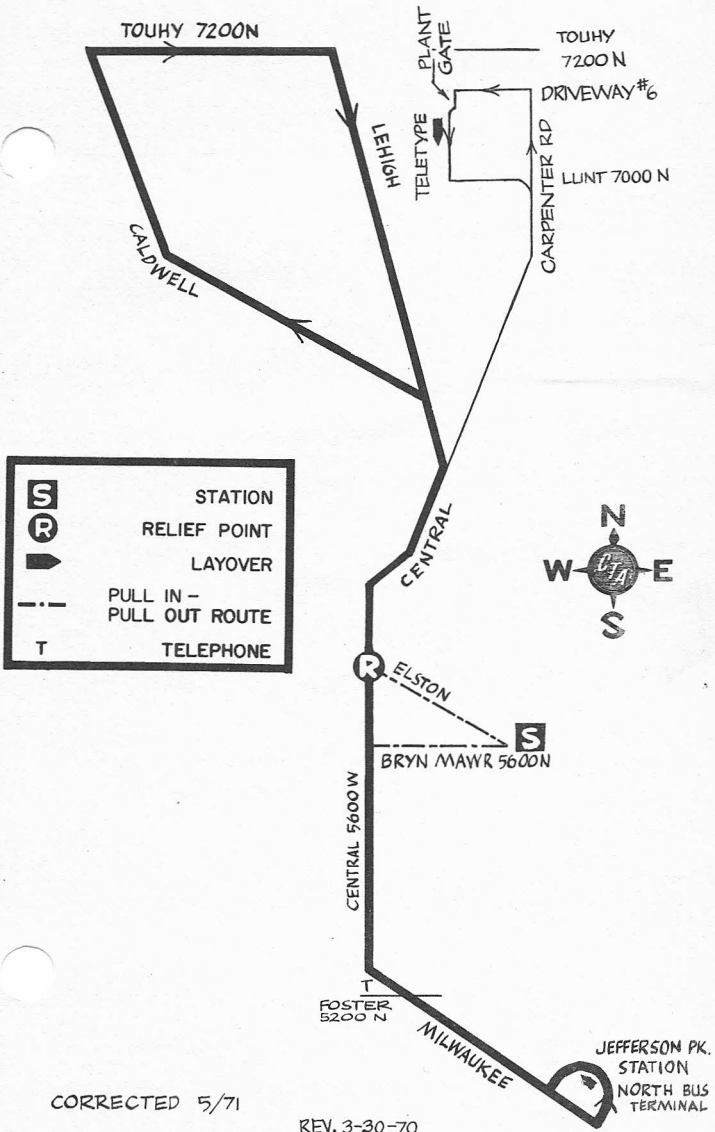 TOUHY 7200N
PLANT
GATE
TOUHY
7200 N
DRIVEWAY #6
TELETYPE
LEHIGH
CARPENTER RD
LUNT 7000 N
CALDWELL
S STATION
R RELIEF POINT
LAYOVER
PULL IN -
PULL OUT ROUTE
T TELEPHONE
CENTRAL
N
W E
CTA
S
R
ELSTON
S
BRYN MAWR 5600N
CENTRAL 5600W
T
FOSTER
5200 N
MILWAUKEE
JEFFERSON PK.
STATION
NORTH BUS
TERMINAL
CORRECTED 5/71
REV. 3-30-70